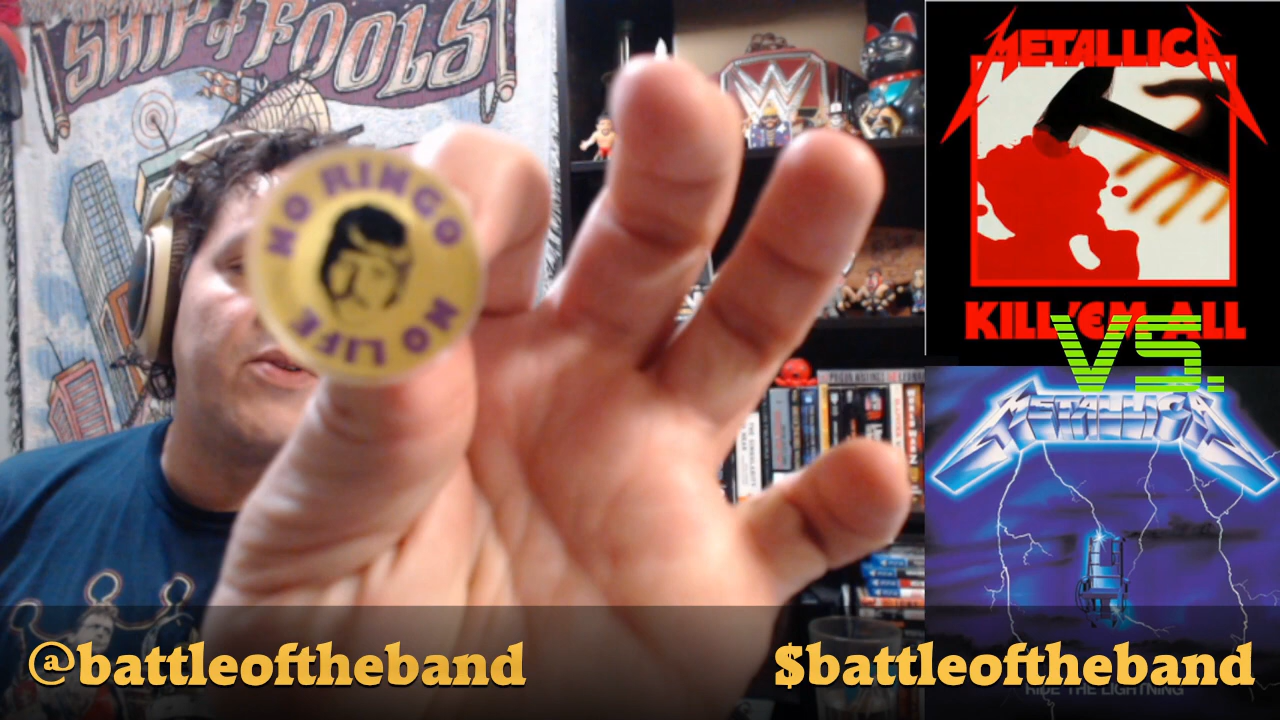 SHIP of FOOLS
NO RINGO
NO LIFE
METALLICA
KILL 'EM ALL
VS.
METALLICA
RIDE THE LIGHTNING
@battleoftheband
$battleoftheband